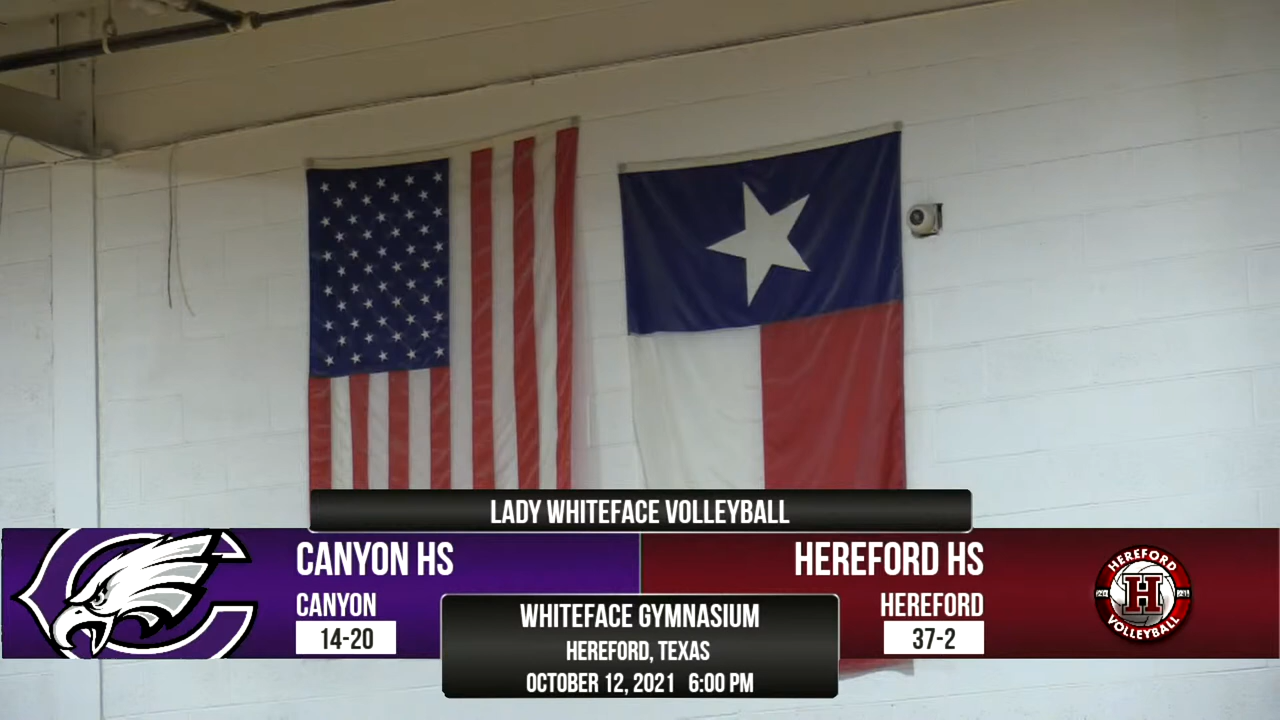 LADY WHITEFACE VOLLEYBALL
CANYON HS
HEREFORD HS
CANYON
14-20
HEREFORD
37-2
WHITEFACE GYMNASIUM
HEREFORD, TEXAS
OCTOBER 12, 2021 6:00 PM
HEREFORD
H
VOLLEYBALL